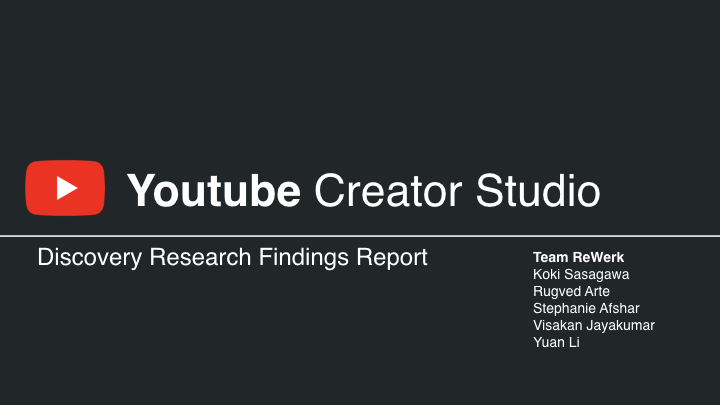 Youtube Creator Studio
Discovery Research Findings Report
Team ReWerk
Koki Sasagawa
Rugved Arte
Stephanie Afshar
Visakan Jayakumar
Yuan Li